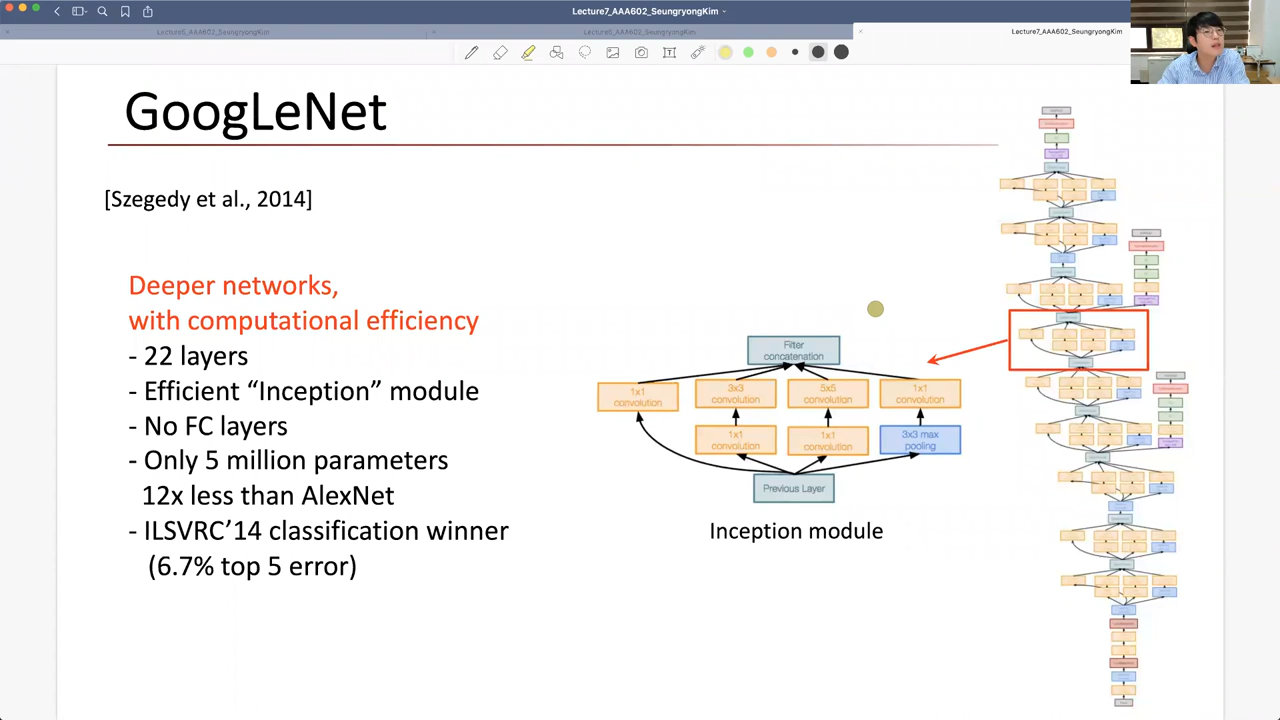 Lecture7_AAA602_SeungryongKim
Lecture5_AAA602_SeungryongKim
Lecture6_AAA602_SeungryongKim
Lecture7_AAA602_SeungryongKim
GoogLeNet
[Szegedy et al., 2014]
Deeper networks,
with computational efficiency
- 22 layers
- Efficient “Inception” module
- No FC layers
- Only 5 million parameters
12x less than AlexNet
- ILSVRC’14 classification winner
(6.7% top 5 error)
Filter
concatenation
1x1
convolution
3x3
convolution
5x5
convolution
1x1
convolution
1x1
convolution
1x1
convolution
3x3 max
pooling
Previous Layer
Inception module